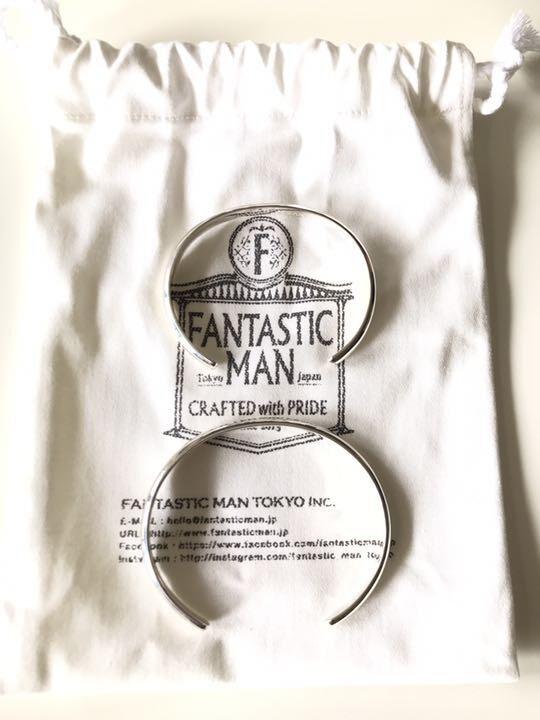 F
FANTASTIC
MAN
Tokyo Japan
CRAFTED with PRIDE
FANTASTIC MAN TOKYO INC.
E-MAIL : hello@fantasticman.jp
URL : http://www.fantasticman.jp
Facebook : https://www.facebook.com/fantasticman.jp
Instagram : http://instagram.com/fantastic_man_tokyo